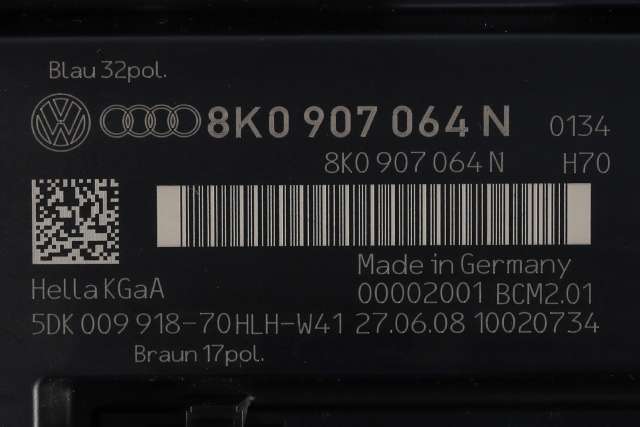 Blau 32pol.
8K0 907 064 N 0134
8K0 907 064 N H70
Made in Germany
Hella KGaA 00002001 BCM2.01
5DK 009 918-70 HLH-W41 27.06.08 10020734
Braun 17pol.